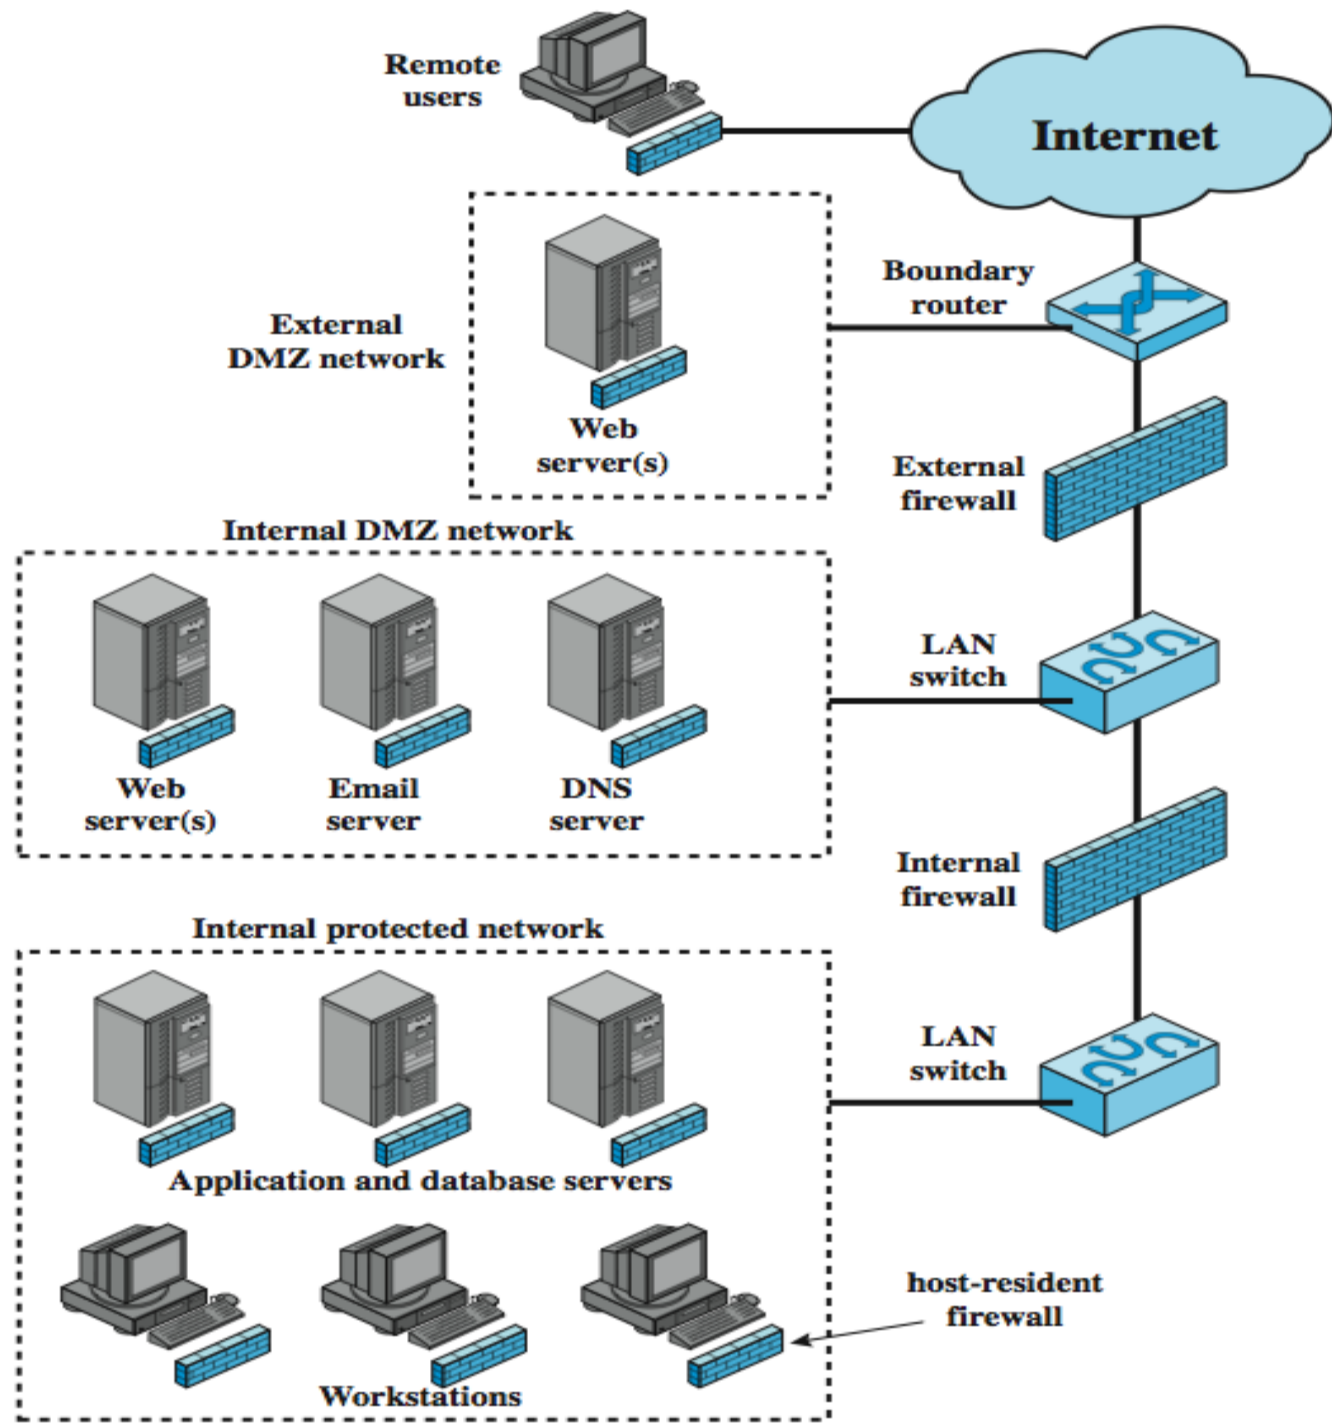 Remote
users
Internet
Boundary
router
External
DMZ network
Web
server(s)
External
firewall
Internal DMZ network
LAN
switch
Web
server(s)
Email
server
DNS
server
Internal
firewall
Internal protected network
LAN
switch
Application and database servers
host-resident
firewall
Workstations